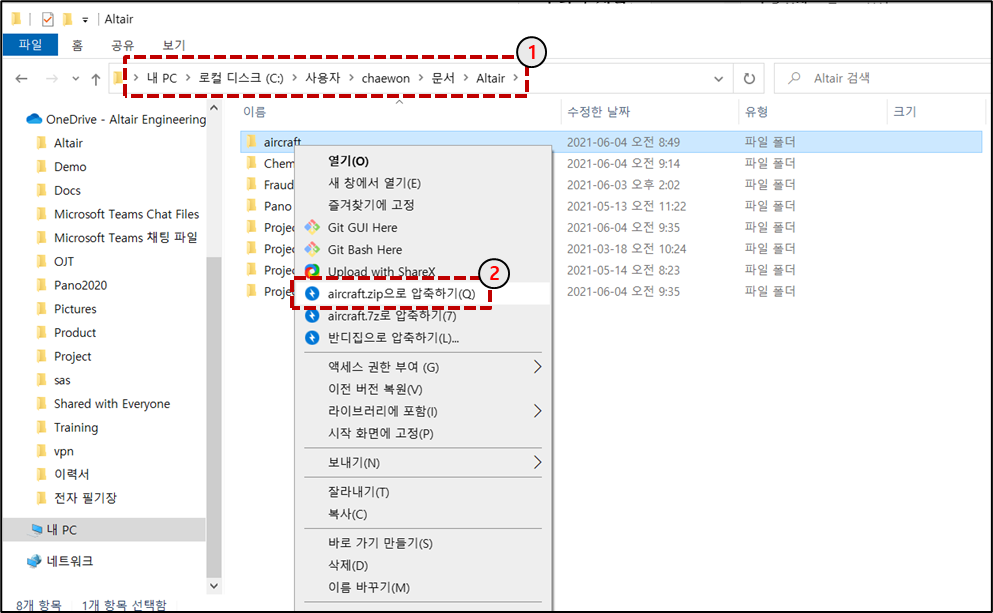 Altair
파일 홈 공유 보기
1
내 PC 로컬 디스크 (C:) 사용자 chaewon 문서 Altair
Altair 검색
이름 수정한 날짜 유형 크기
OneDrive - Altair Engineering
Altair
Demo
Docs
Microsoft Teams Chat Files
Microsoft Teams 채팅 파일
OJT
Pano2020
Pictures
Product
Project
sas
Shared with Everyone
Training
vpn
이력서
전자 필기장
내 PC
네트워크
aircraft 2021-06-04 오전 8:49 파일 폴더
Chem 2021-06-04 오전 9:14 파일 폴더
Fraud 2021-06-03 오후 2:02 파일 폴더
Pano 2021-05-13 오전 11:22 파일 폴더
Projec 2021-06-04 오전 9:35 파일 폴더
Projec 2021-03-18 오전 10:24 파일 폴더
Projec 2021-05-14 오전 8:23 파일 폴더
Projec 2021-06-04 오전 9:35 파일 폴더
열기(O)
새 창에서 열기(E)
즐겨찾기에 고정
Git GUI Here
Git Bash Here
Upload with ShareX
2
aircraft.zip으로 압축하기(Q)
aircraft.7z로 압축하기(7)
반디집으로 압축하기(L)...
액세스 권한 부여 (G)
이전 버전 복원(V)
라이브러리에 포함(I)
시작 화면에 고정(P)
보내기(N)
잘라내기(T)
복사(C)
바로 가기 만들기(S)
삭제(D)
이름 바꾸기(M)
8개 항목 1개 항목 선택함